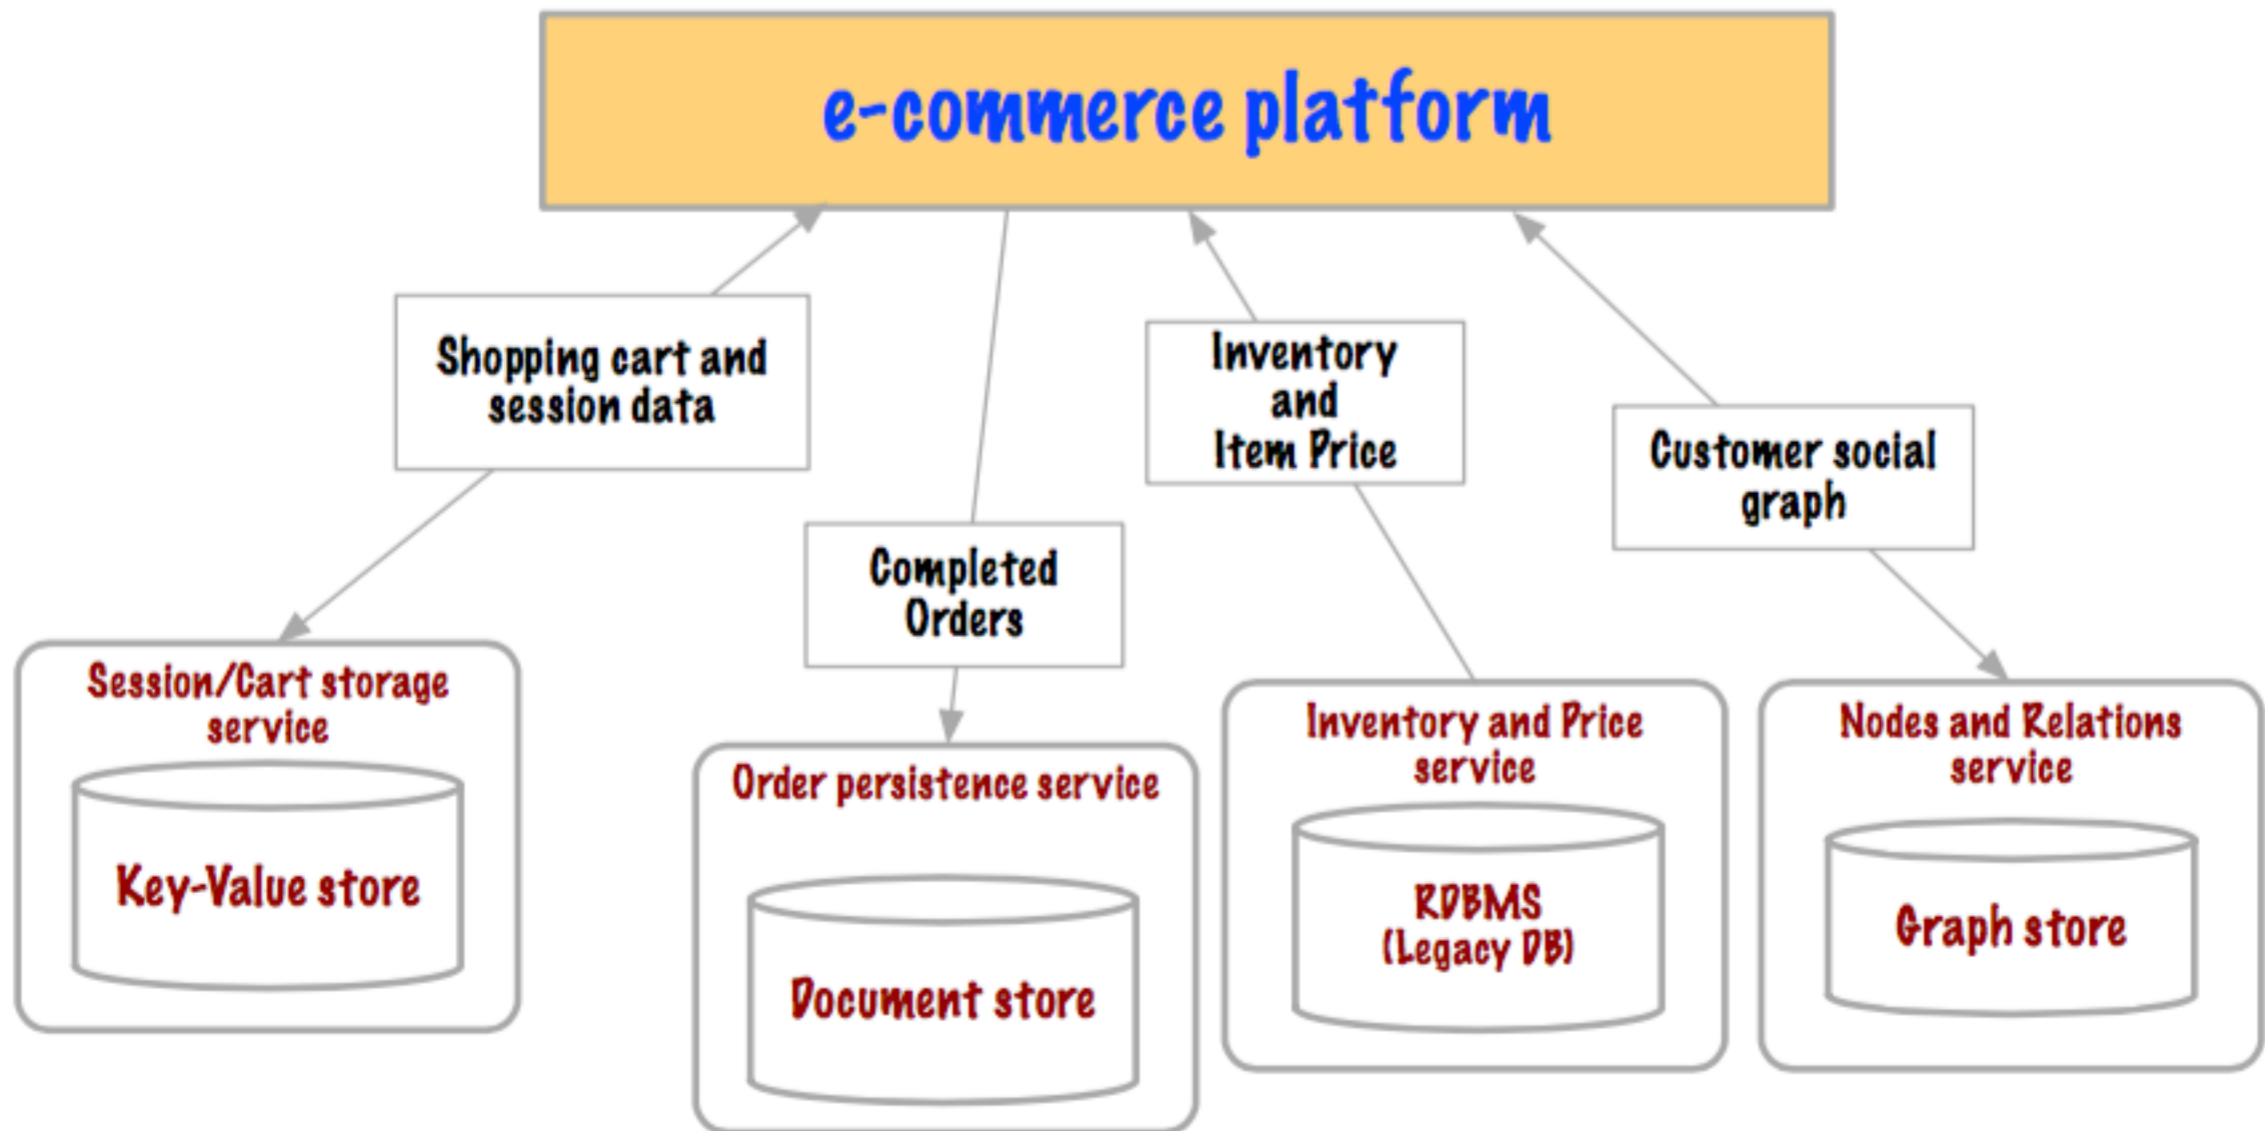 e-commerce platform
Shopping cart and
session data
Completed
Orders
Inventory
and
Item Price
Customer social
graph
Session/Cart storage
service
Key-Value store
Order persistence service
Document store
Inventory and Price
service
RDBMS
(Legacy DB)
Nodes and Relations
service
Graph store